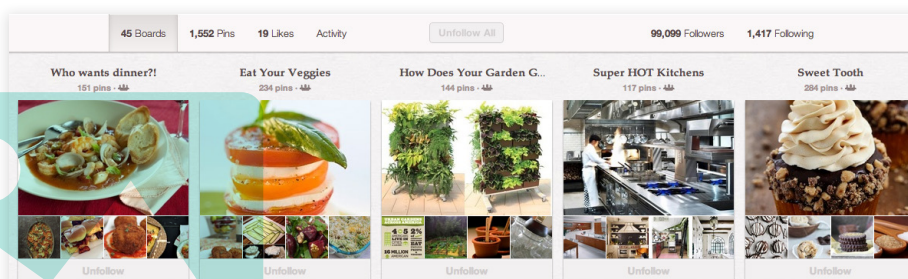 45 Boards 1,552 Pins 19 Likes Activity Unfollow All 99,099 Followers 1,417 Following
Who wants dinner?! Eat Your Veggies How Does Your Garden G... Super HOT Kitchens Sweet Tooth
151 pins · 234 pins · 144 pins · 117 pins · 284 pins ·
Unfollow Unfollow Unfollow Unfollow Unfollow